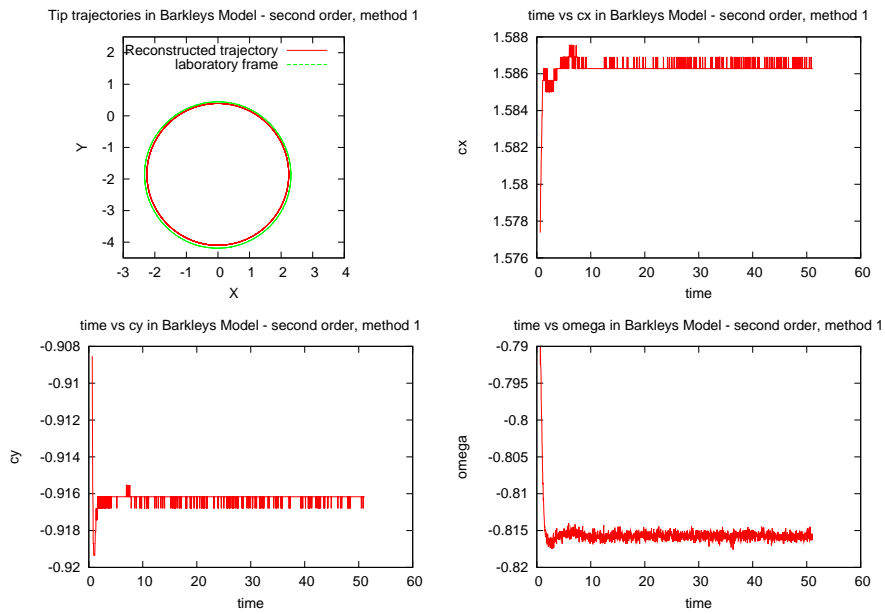 Tip trajectories in Barkleys Model - second order, method 1
Reconstructed trajectory
laboratory frame
2
1
0
-1
-2
-3
-4
Y
-3 -2 -1 0 1 2 3 4
X
time vs cx in Barkleys Model - second order, method 1
1.588
1.586
1.584
1.582
1.58
1.578
1.576
cx
0 10 20 30 40 50 60
time
time vs cy in Barkleys Model - second order, method 1
-0.908
-0.91
-0.912
-0.914
-0.916
-0.918
-0.92
cy
0 10 20 30 40 50 60
time
time vs omega in Barkleys Model - second order, method 1
-0.79
-0.795
-0.8
-0.805
-0.81
-0.815
-0.82
omega
0 10 20 30 40 50 60
time